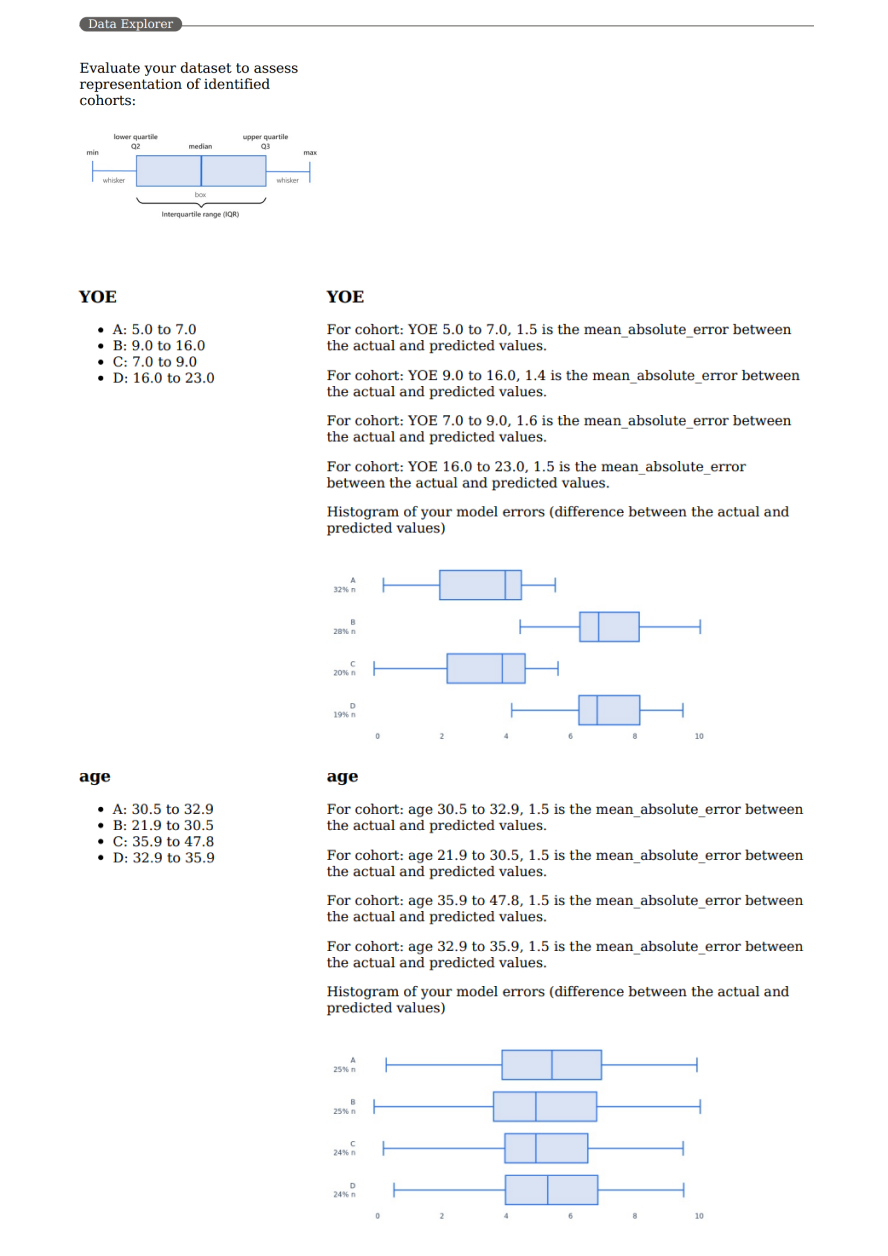 Data Explorer
Evaluate your dataset to assess
representation of identified
cohorts:
lower quartile
upper quartile
min
Q2
median
Q3
max
whisker
whisker
box
Interquartile range (IQR)
YOE
• A: 5.0 to 7.0
• B: 9.0 to 16.0
• C: 7.0 to 9.0
• D: 16.0 to 23.0
YOE
For cohort: YOE 5.0 to 7.0, 1.5 is the mean_absolute_error between
the actual and predicted values.
For cohort: YOE 9.0 to 16.0, 1.4 is the mean_absolute_error between
the actual and predicted values.
For cohort: YOE 7.0 to 9.0, 1.6 is the mean_absolute_error between
the actual and predicted values.
For cohort: YOE 16.0 to 23.0, 1.5 is the mean_absolute_error
between the actual and predicted values.
Histogram of your model errors (difference between the actual and
predicted values)
A
32% n
B
28% n
C
20% n
D
19% n
0 2 4 6 8 10
age
• A: 30.5 to 32.9
• B: 21.9 to 30.5
• C: 35.9 to 47.8
• D: 32.9 to 35.9
age
For cohort: age 30.5 to 32.9, 1.5 is the mean_absolute_error between
the actual and predicted values.
For cohort: age 21.9 to 30.5, 1.5 is the mean_absolute_error between
the actual and predicted values.
For cohort: age 35.9 to 47.8, 1.5 is the mean_absolute_error between
the actual and predicted values.
For cohort: age 32.9 to 35.9, 1.5 is the mean_absolute_error between
the actual and predicted values.
Histogram of your model errors (difference between the actual and
predicted values)
A
25% n
B
25% n
C
24% n
D
24% n
0 2 4 6 8 10